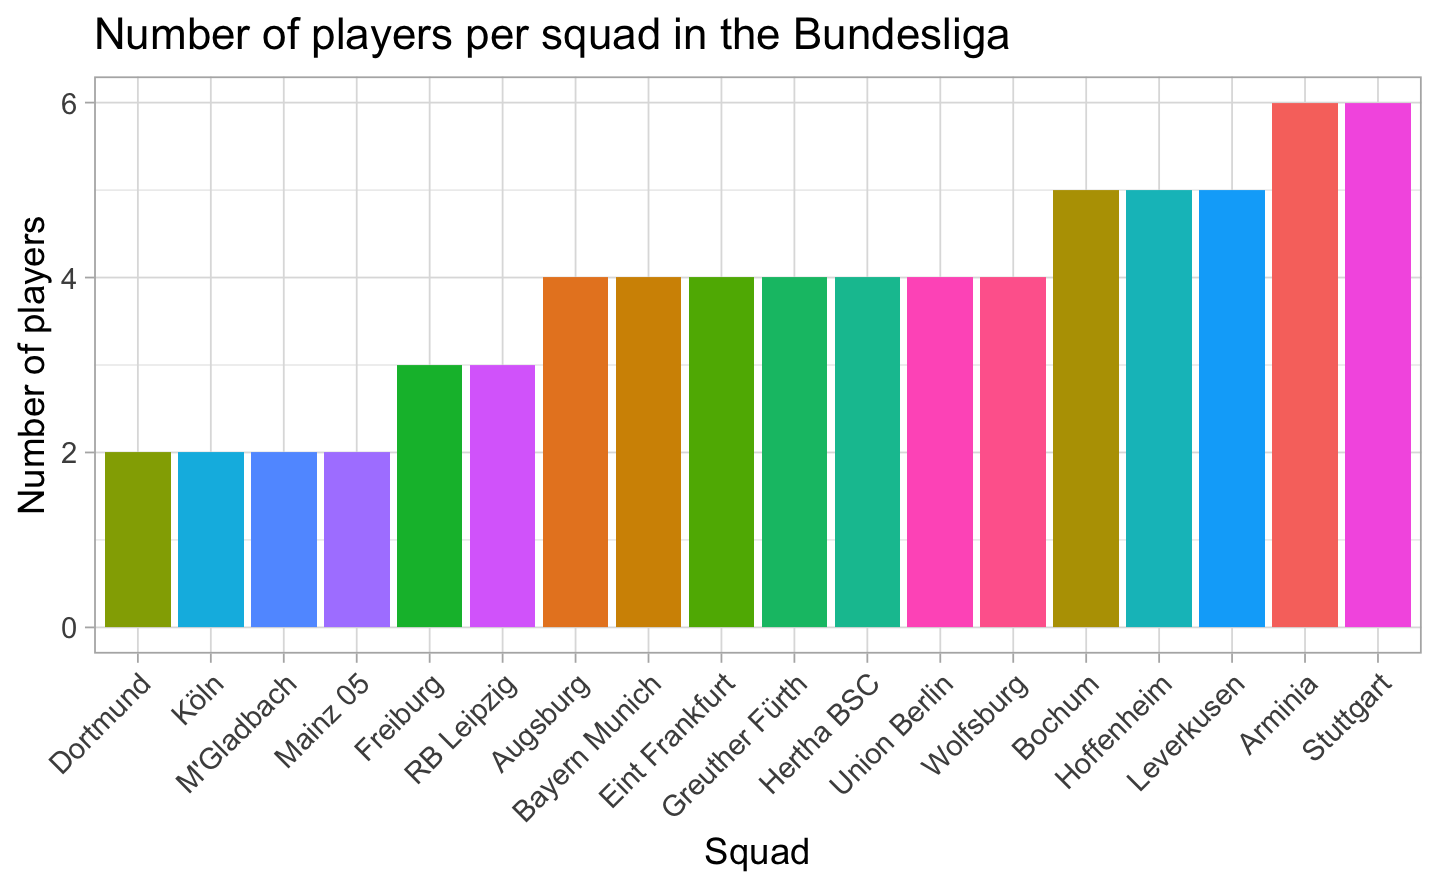 Number of players per squad in the Bundesliga
Number of players
6
4
2
0
Dortmund
Köln
M'Gladbach
Mainz 05
Freiburg
RB Leipzig
Augsburg
Bayern Munich
Eint Frankfurt
Greuther Fürth
Hertha BSC
Union Berlin
Wolfsburg
Bochum
Hoffenheim
Leverkusen
Arminia
Stuttgart
Squad